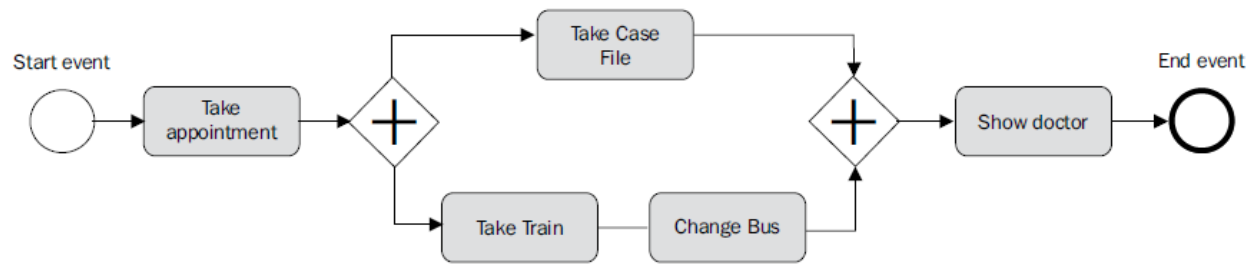 Start event
Take
appointment
Take Case
File
Take Train
Change Bus
Show doctor
End event